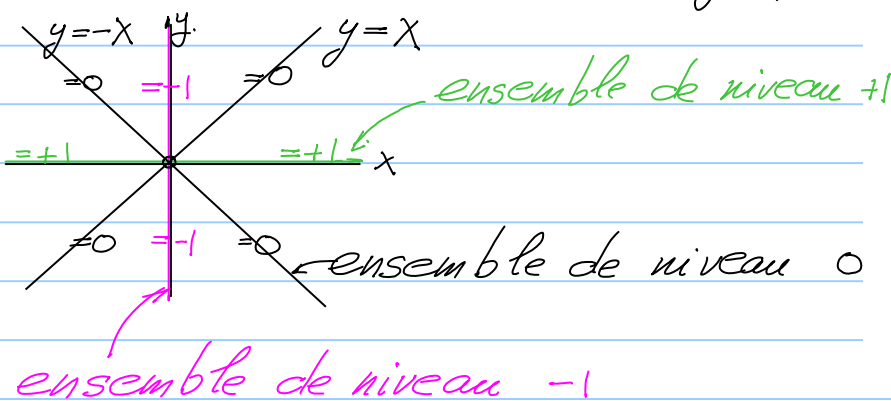 y=-x y. y=x
=0 =-1 =0 ensemble de niveau +1
=+1 =+1 x
=0 =-1 =0 ensemble de niveau 0
ensemble de niveau -1